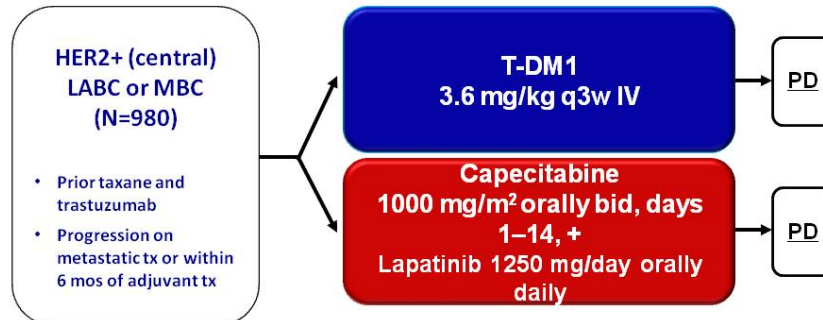 HER2+ (central)
LABC or MBC
(N=980)
• Prior taxane and
trastuzumab
• Progression on
metastatic tx or within
6 mos of adjuvant tx
T-DM1
3.6 mg/kg q3w IV
PD
Capecitabine
1000 mg/m² orally bid, days
1–14, +
Lapatinib 1250 mg/day orally
daily
PD